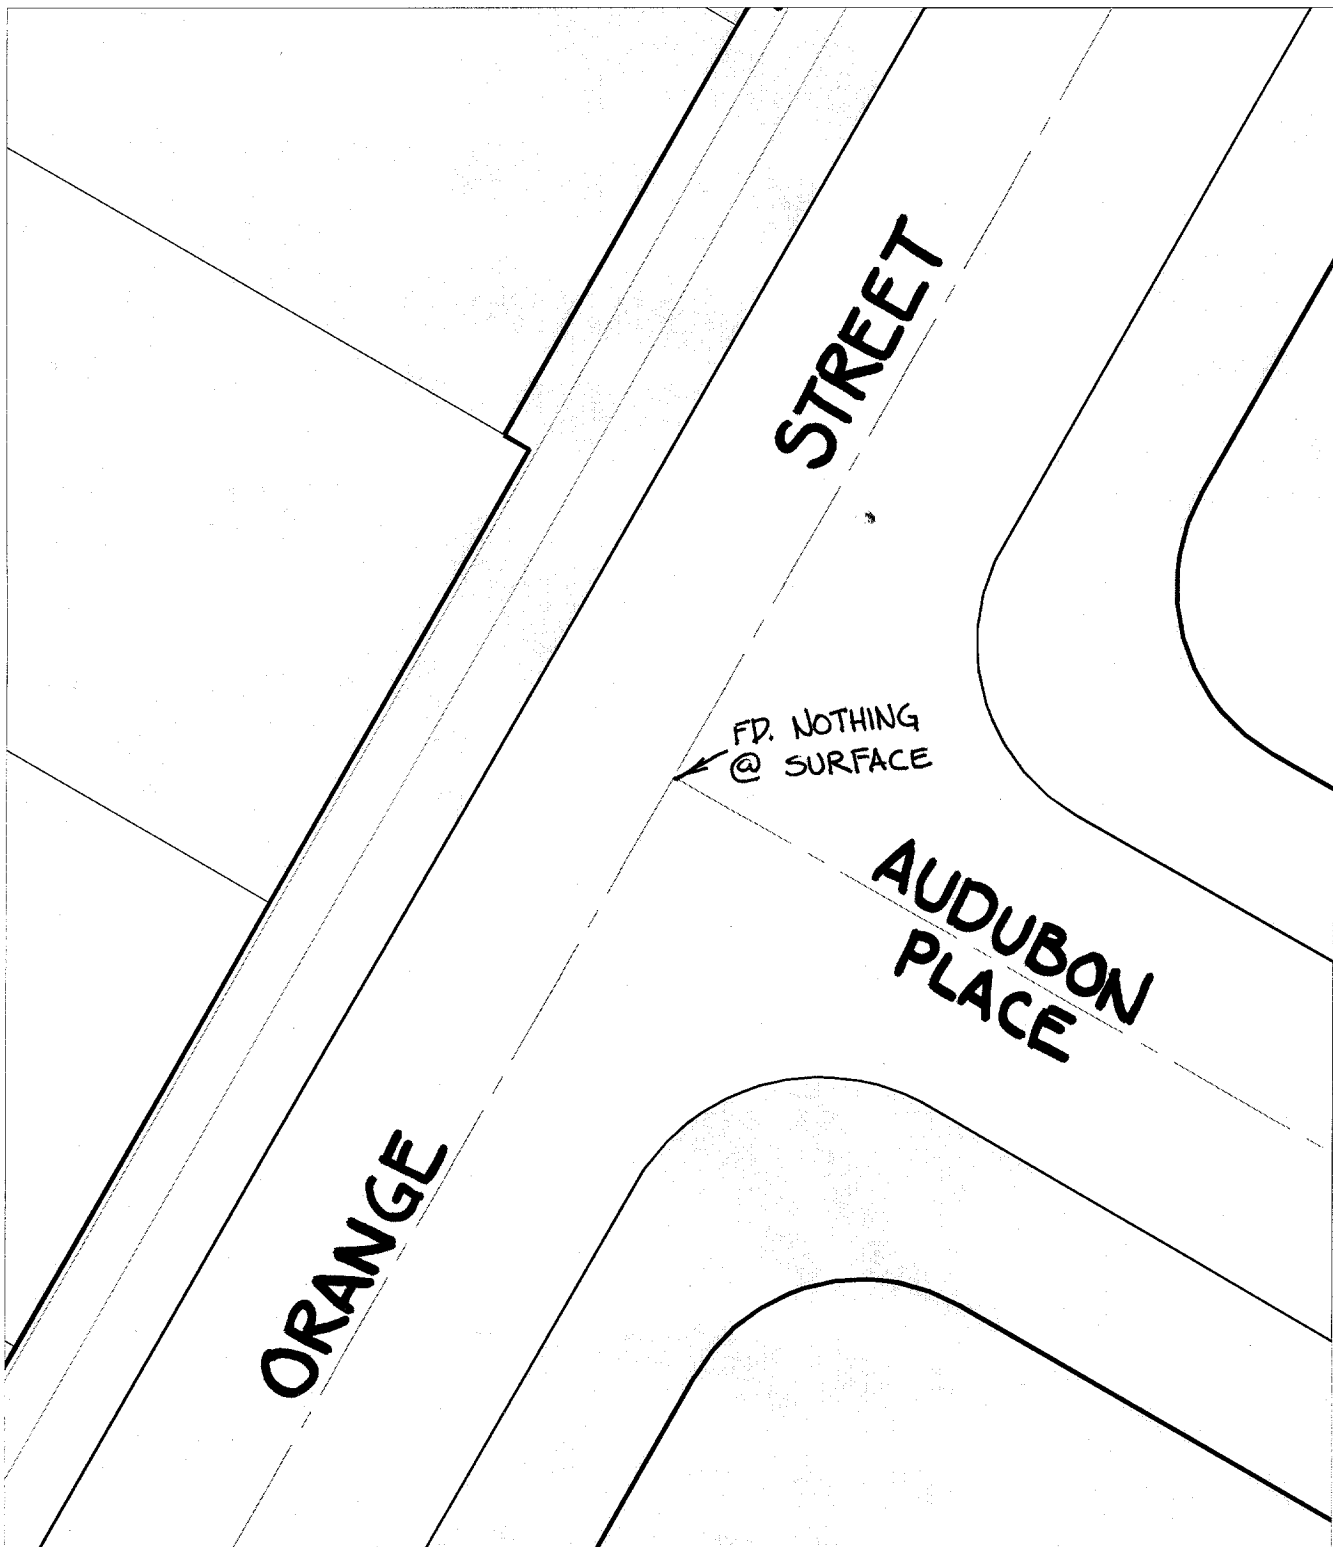 STREET
FD. NOTHING
@ SURFACE
AUDUBON
PLACE
ORANGE